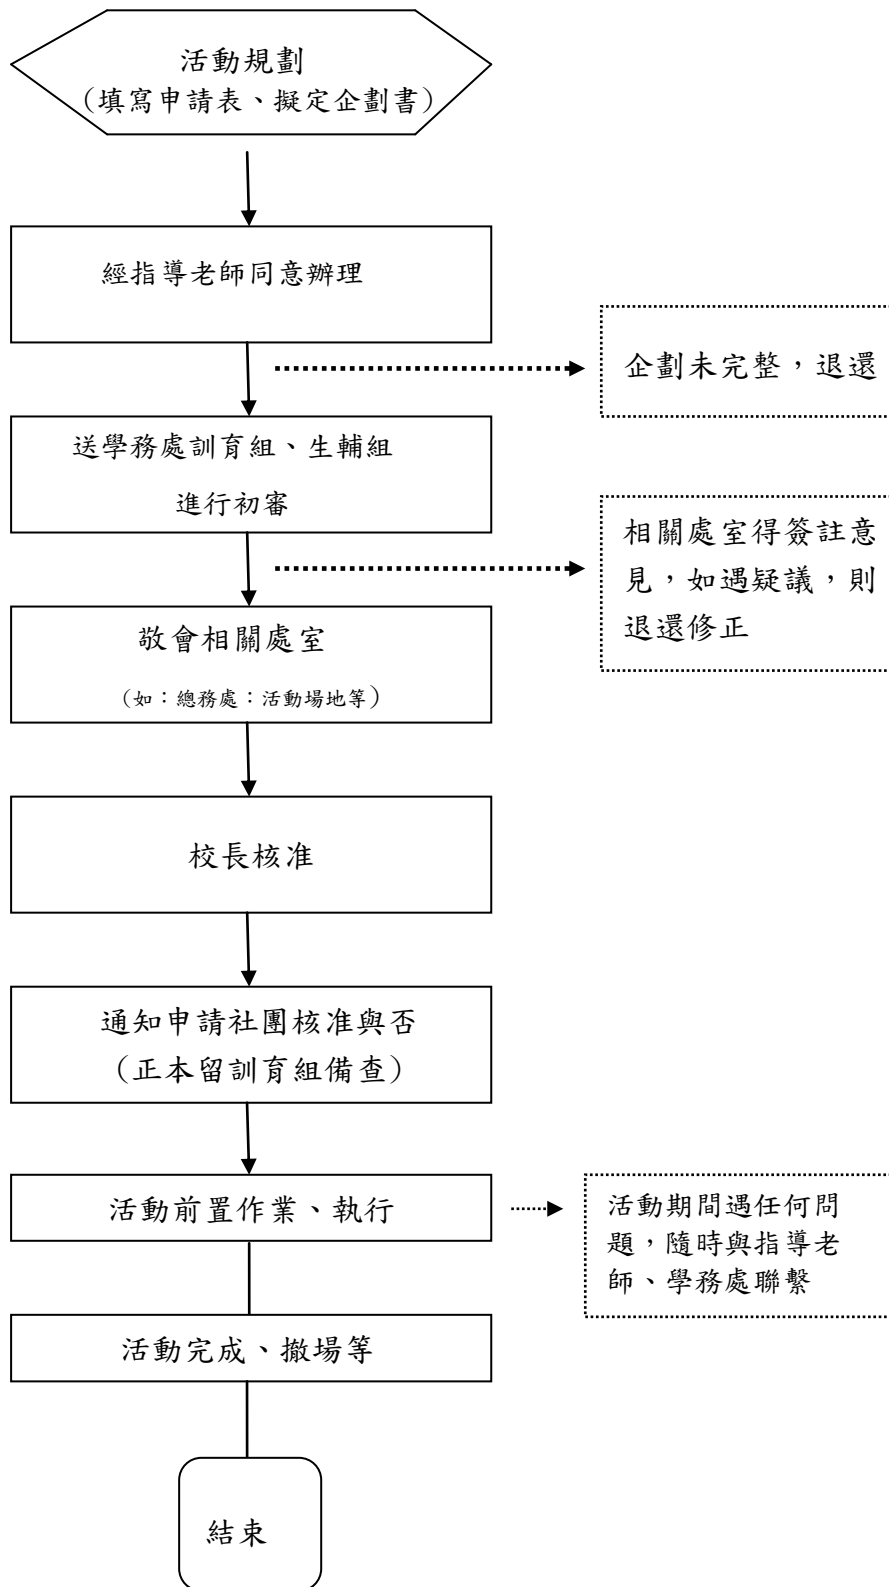 活動規劃
(填寫申請表、擬定企劃書)
經指導老師同意辦理
企劃未完整，退還
送學務處訓育組、生輔組
進行初審
相關處室得簽註意
見，如遇疑議，則
退還修正
敬會相關處室
(如：總務處：活動場地等)
校長核准
通知申請社團核准與否
(正本留訓育組備查)
活動前置作業、執行
活動期間遇任何問
題，隨時與指導老
師、學務處聯繫
活動完成、撤場等
結束